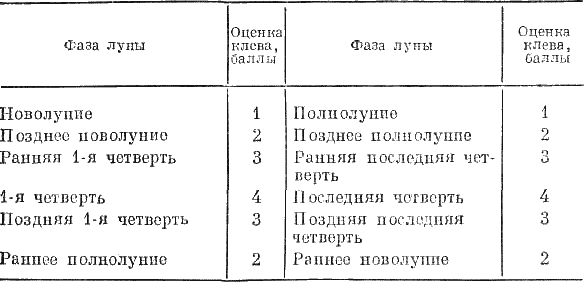 Фаза луны | Оценка клева, баллы | Фаза луны | Оценка клева, баллы
Новолуние | 1 | Полнолуние | 1
Позднее новолуние | 2 | Позднее полнолуние | 2
Ранняя 1-я четверть | 3 | Ранняя последняя чет-
верть
1-я четверть | 4 | Последняя четверть | 4
Поздняя 1-я четверть | 3 | Поздняя последняя | 3
четверть
Раннее полнолуние | 2 | Раннее новолуние | 2